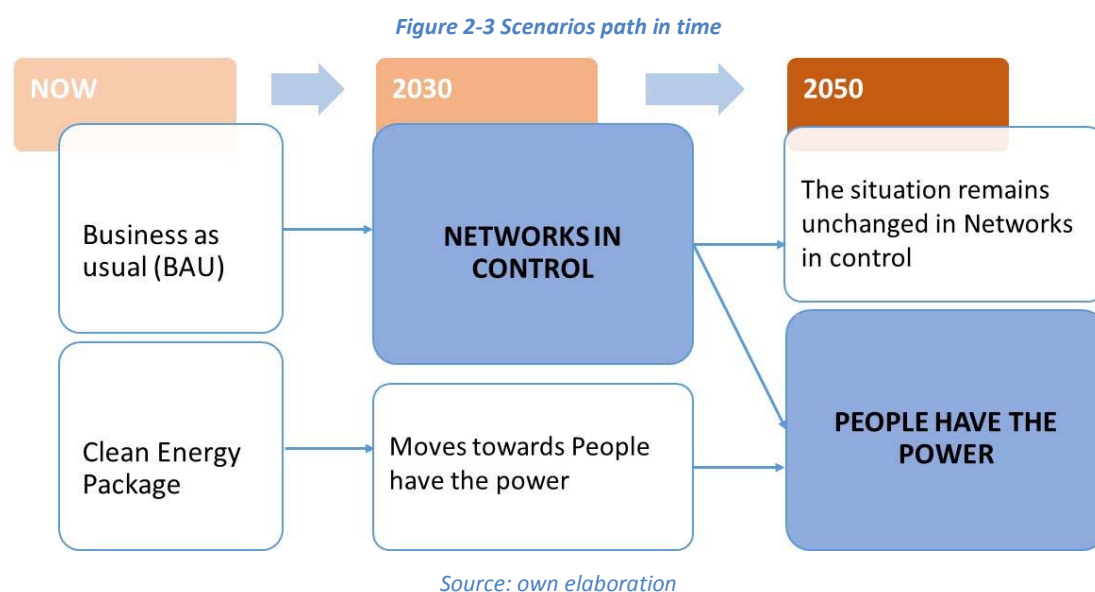 Figure 2-3 Scenarios path in time
NOW
2030
2050
Business as
usual (BAU)
NETWORKS IN
CONTROL
The situation remains
unchanged in Networks
in control
Clean Energy
Package
Moves towards People
have the power
PEOPLE HAVE THE
POWER
Source: own elaboration